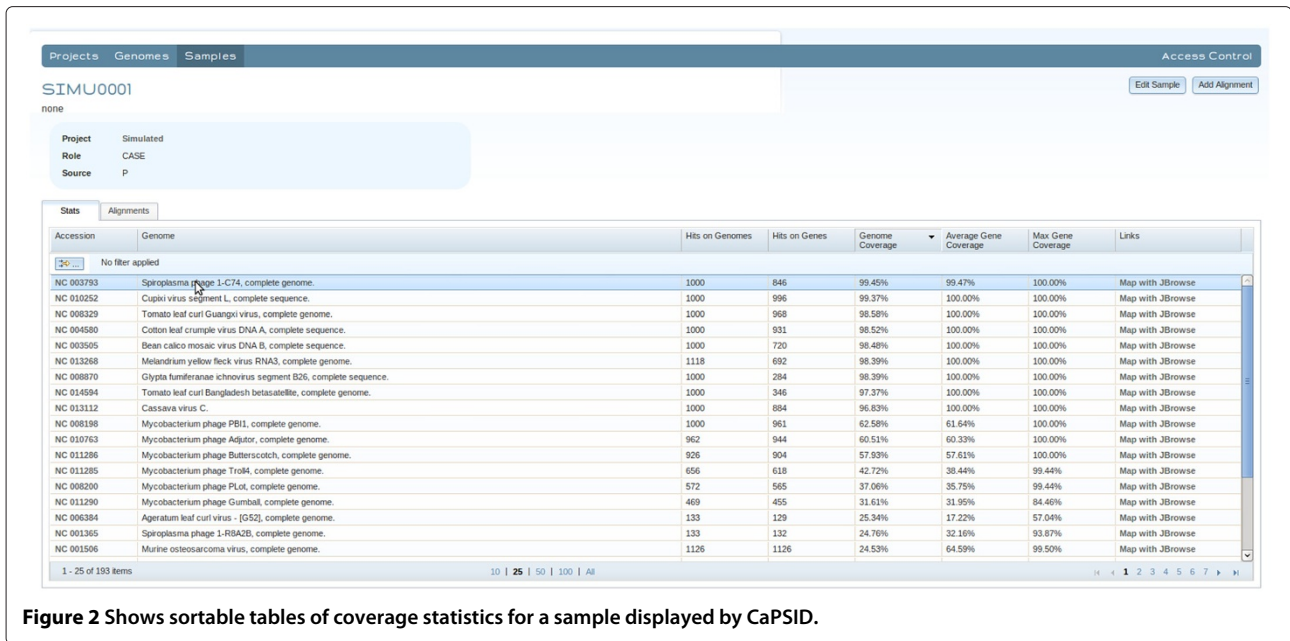 Projects Genomes Samples Access Control
SIMU0001 Edit Sample Add Alignment
none
Project Simulated
Role CASE
Source P
Stats Alignments
Accession Genome Hits on Genomes Hits on Genes Genome Coverage Average Gene Coverage Max Gene Coverage Links
... No filter applied
NC 003793 Spiroplasma phage 1-C74, complete genome. 1000 846 99.45% 99.47% 100.00% Map with JBrowse
NC 010252 Cupixi virus segment L, complete sequence. 1000 996 99.37% 100.00% 100.00% Map with JBrowse
NC 008329 Tomato leaf curl Guangxi virus, complete genome. 1000 968 98.58% 100.00% 100.00% Map with JBrowse
NC 004580 Cotton leaf crumple virus DNA A, complete sequence. 1000 931 98.52% 100.00% 100.00% Map with JBrowse
NC 003505 Bean calico mosaic virus DNA B, complete sequence. 1000 720 98.48% 100.00% 100.00% Map with JBrowse
NC 013268 Melandrium yellow fleck virus RNA3, complete genome. 1118 692 98.39% 100.00% 100.00% Map with JBrowse
NC 008870 Glypta fumiferanae ichnovirus segment B26, complete sequence. 1000 284 98.39% 100.00% 100.00% Map with JBrowse
NC 014594 Tomato leaf curl Bangladesh betasatellite, complete genome. 1000 346 97.37% 100.00% 100.00% Map with JBrowse
NC 013112 Cassava virus C. 1000 884 96.83% 100.00% 100.00% Map with JBrowse
NC 008198 Mycobacterium phage PBI1, complete genome. 1000 961 62.58% 61.64% 100.00% Map with JBrowse
NC 010763 Mycobacterium phage Adjutor, complete genome. 962 944 60.51% 60.33% 100.00% Map with JBrowse
NC 011286 Mycobacterium phage Butterscotch, complete genome. 926 904 57.93% 57.61% 100.00% Map with JBrowse
NC 011285 Mycobacterium phage Troll4, complete genome. 656 618 42.72% 38.44% 99.44% Map with JBrowse
NC 008200 Mycobacterium phage PLot, complete genome. 572 565 37.06% 35.75% 99.44% Map with JBrowse
NC 011290 Mycobacterium phage Gumball, complete genome. 469 455 31.61% 31.95% 84.46% Map with JBrowse
NC 006384 Ageratum leaf curl virus - [G52], complete genome. 133 129 25.34% 17.22% 57.04% Map with JBrowse
NC 001365 Spiroplasma phage 1-R8A2B, complete genome. 133 132 24.76% 32.16% 93.87% Map with JBrowse
NC 001506 Murine osteosarcoma virus, complete genome. 1126 1126 24.53% 64.59% 99.50% Map with JBrowse
1 - 25 of 193 items 10 | 25 | 50 | 100 | All 1 2 3 4 5 6 7
Figure 2 Shows sortable tables of coverage statistics for a sample displayed by CaPSID.